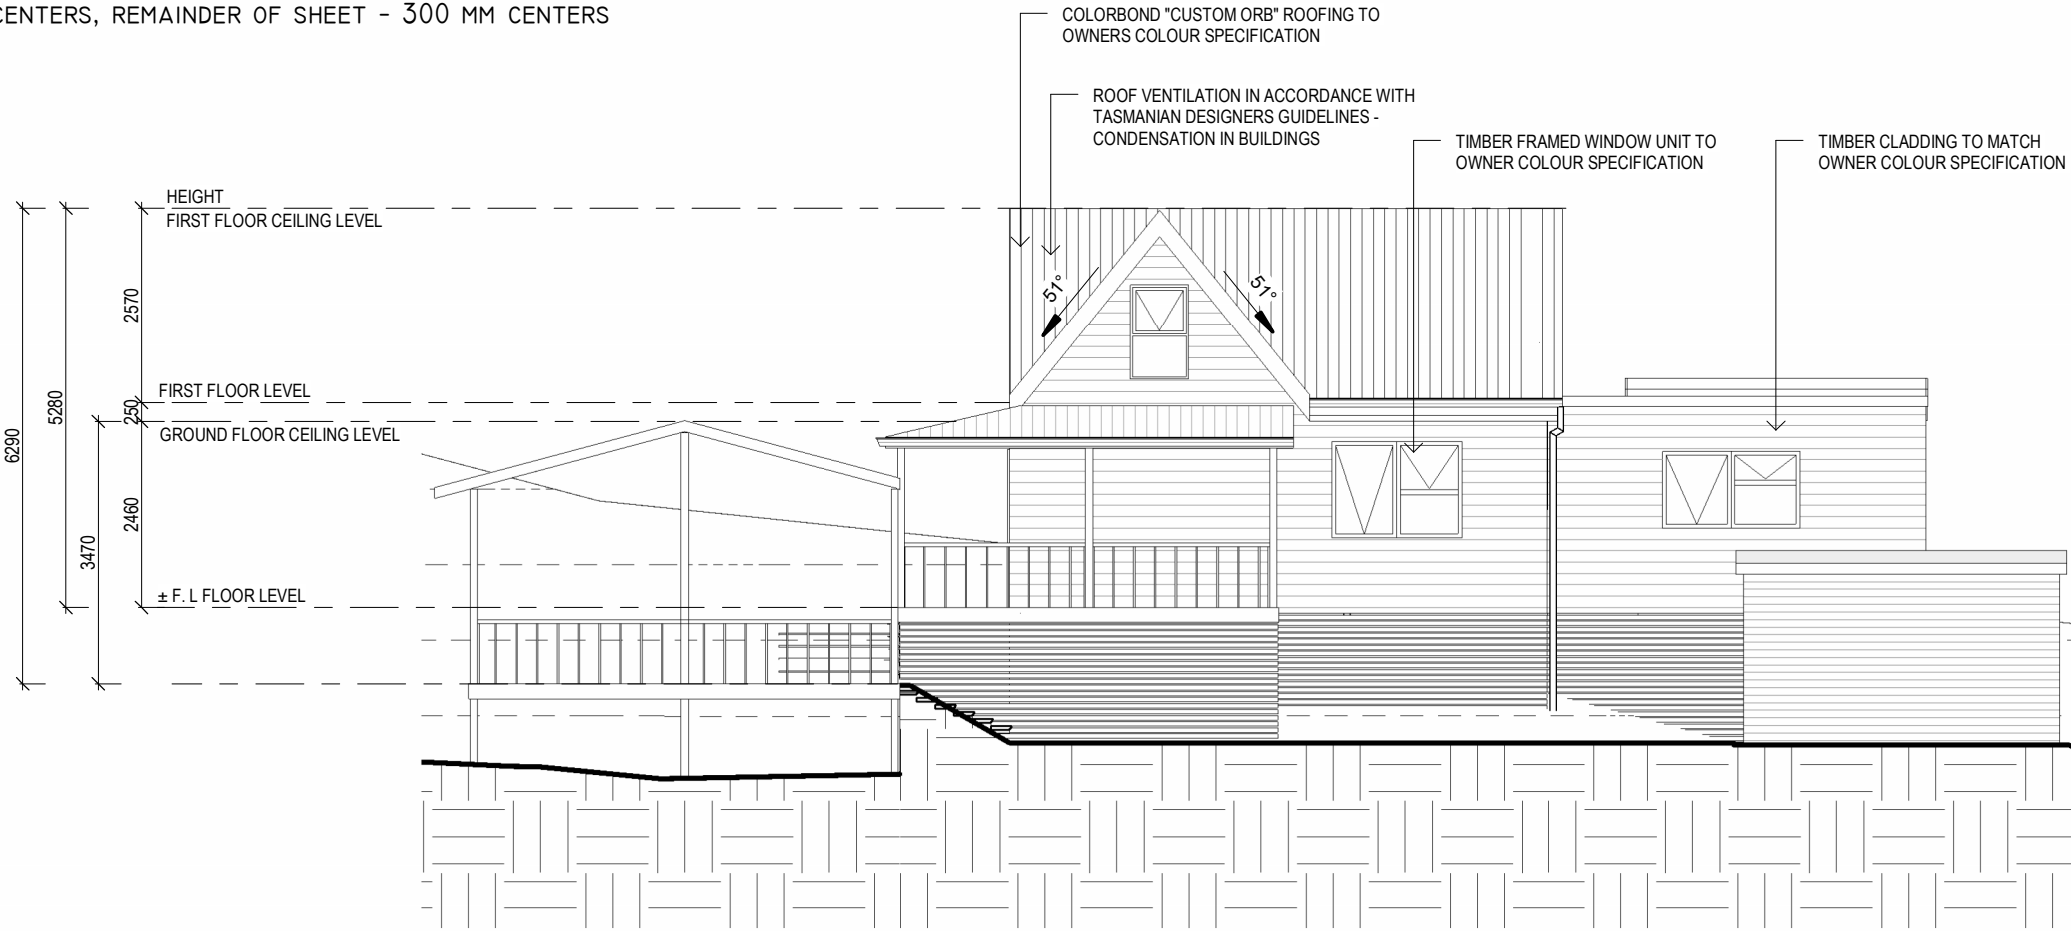 CENTERS, REMAINDER OF SHEET - 300 MM CENTERS
COLORBOND "CUSTOM ORB" ROOFING TO
OWNERS COLOUR SPECIFICATION
ROOF VENTILATION IN ACCORDANCE WITH
TASMANIAN DESIGNERS GUIDELINES -
CONDENSATION IN BUILDINGS
TIMBER FRAMED WINDOW UNIT TO
OWNER COLOUR SPECIFICATION
TIMBER CLADDING TO MATCH
OWNER COLOUR SPECIFICATION
HEIGHT
FIRST FLOOR CEILING LEVEL
51°
51°
2570
FIRST FLOOR LEVEL
250
5280
6290
GROUND FLOOR CEILING LEVEL
2460
3470
± F. L FLOOR LEVEL